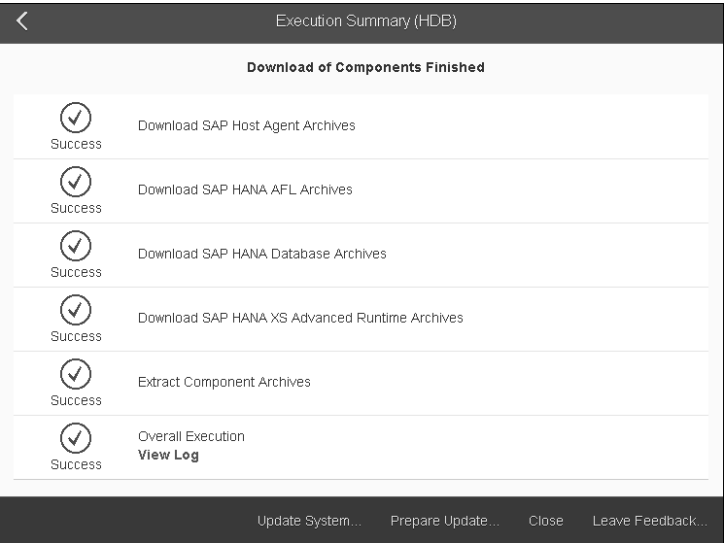 Execution Summary (HDB)
Download of Components Finished
Success
Download SAP Host Agent Archives
Success
Download SAP HANA AFL Archives
Success
Download SAP HANA Database Archives
Success
Download SAP HANA XS Advanced Runtime Archives
Success
Extract Component Archives
Success
Overall Execution
View Log
Success
Update System... Prepare Update... Close Leave Feedback...